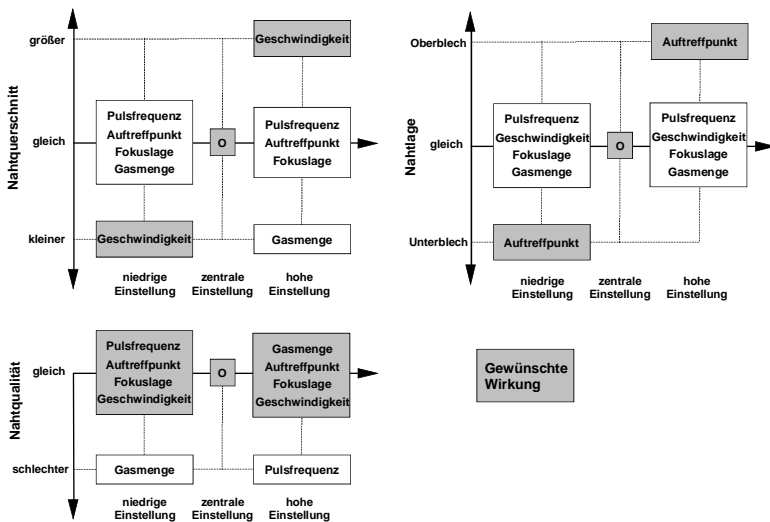 größer
Geschwindigkeit
Nahtquerschnitt
gleich
Pulsfrequenz
Auftreffpunkt
Fokuslage
Gasmenge
O
Pulsfrequenz
Auftreffpunkt
Fokuslage
kleiner
Geschwindigkeit
Gasmenge
niedrige
Einstellung
zentrale
Einstellung
hohe
Einstellung
Oberblech
Auftreffpunkt
Nahtlage
gleich
Pulsfrequenz
Geschwindigkeit
Fokuslage
Gasmenge
O
Pulsfrequenz
Geschwindigkeit
Fokuslage
Gasmenge
Unterblech
Auftreffpunkt
niedrige
Einstellung
zentrale
Einstellung
hohe
Einstellung
Nahtqualität
gleich
Pulsfrequenz
Auftreffpunkt
Fokuslage
Geschwindigkeit
O
Gasmenge
Auftreffpunkt
Fokuslage
Geschwindigkeit
schlechter
Gasmenge
Pulsfrequenz
niedrige
Einstellung
zentrale
Einstellung
hohe
Einstellung
Gewünschte
Wirkung